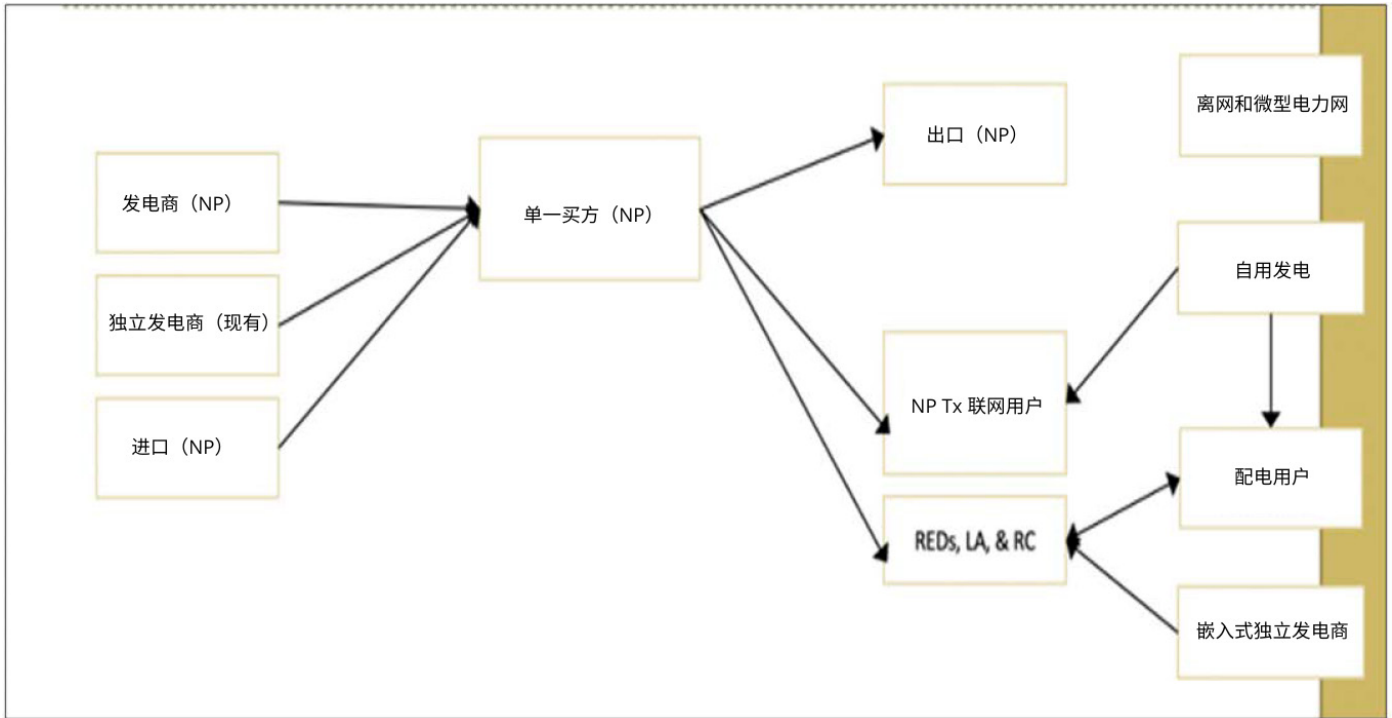 离网和微型电力网
出口（NP）
发电商（NP）
单一买方（NP）
自用发电
独立发电商（现有）
NP Tx 联网用户
进口（NP）
配电用户
REDs, LA, & RC
嵌入式独立发电商